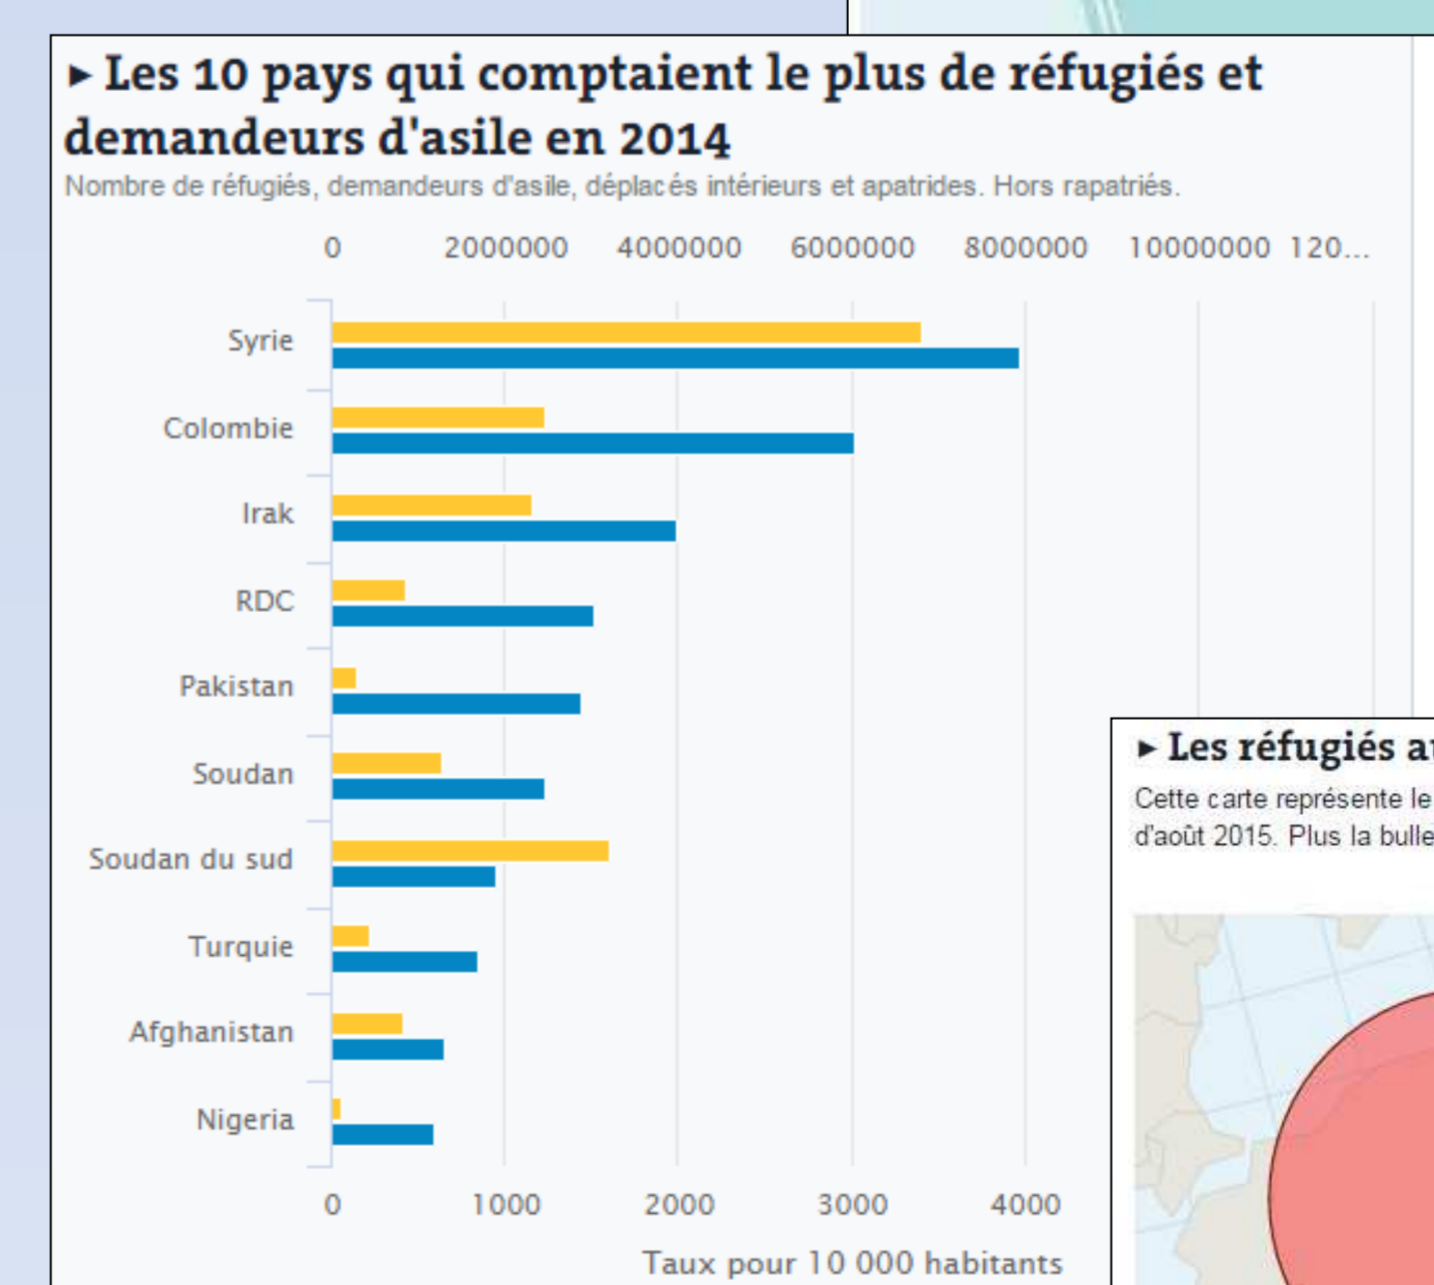 ► Les 10 pays qui comptaient le plus de réfugiés et
demandeurs d'asile en 2014
Nombre de réfugiés, demandeurs d'asile, déplacés intérieurs et apatrides. Hors rapatriés.
0 2000000 4000000 6000000 8000000 10000000 120...
Syrie
Colombie
Irak
RDC
Pakistan
Soudan
Soudan du sud
Turquie
Afghanistan
Nigeria
0 1000 2000 3000 4000
Taux pour 10 000 habitants
► Les réfugiés
Cette carte représente le
d'août 2015. Plus la bulle